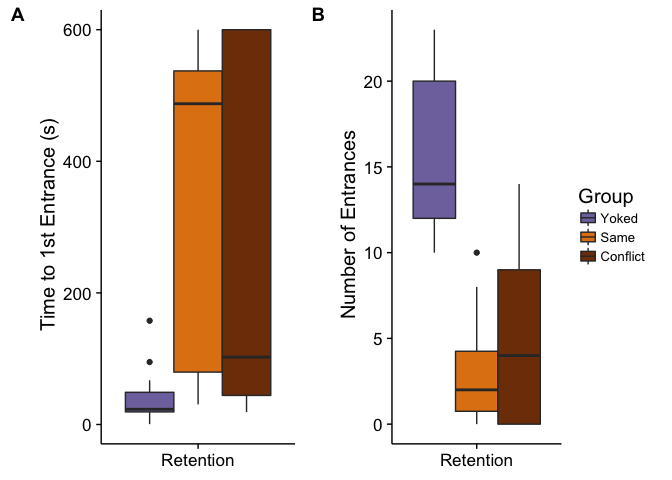 A
Time to 1st Entrance (s)
600
400
200
0
Retention
B
Number of Entrances
20
15
10
5
0
Retention
Group
Yoked
Same
Conflict